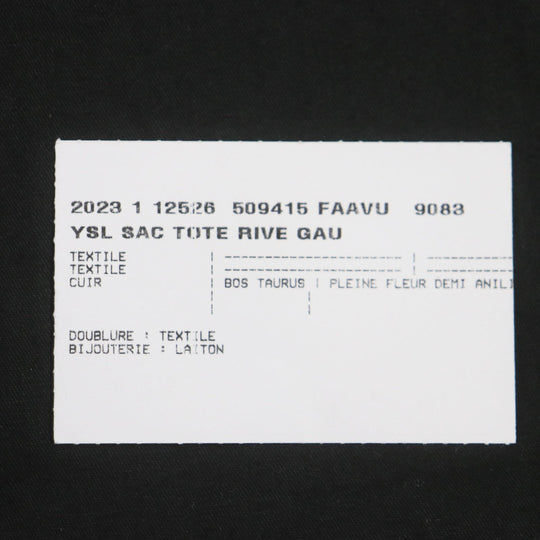 2023 1 12526 509415 FAAVU 9083
YSL SAC TOTE RIVE GAU
TEXTILE | ---------------------- | ----------
TEXTILE | ---------------------- | ----------
CUIR | BOS TAURUS | PLEINE FLEUR DEMI ANILI
DOUBLURE : TEXTILE
BIJOUTERIE : LAITON